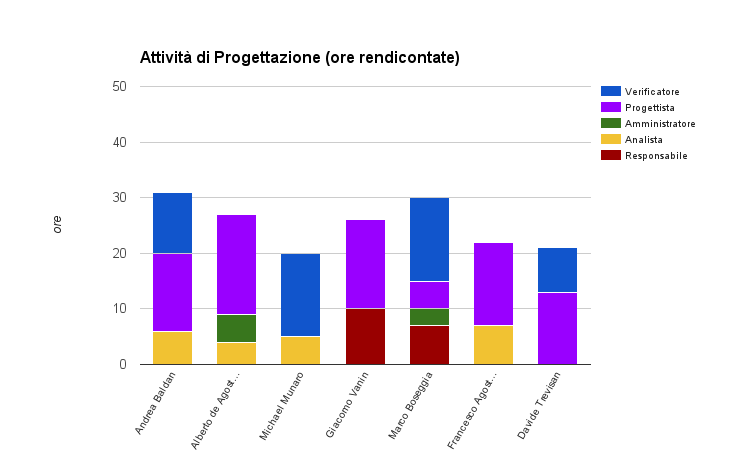 Attività di Progettazione (ore rendicontate)
50
40
30
20
10
0
ore
Verificatore
Progettista
Amministratore
Analista
Responsabile
Andrea Baldan
Alberto de Agost…
Michael Munaro
Giacomo Vanin
Marco Boseggia
Francesco Agost…
Davide Trevisan